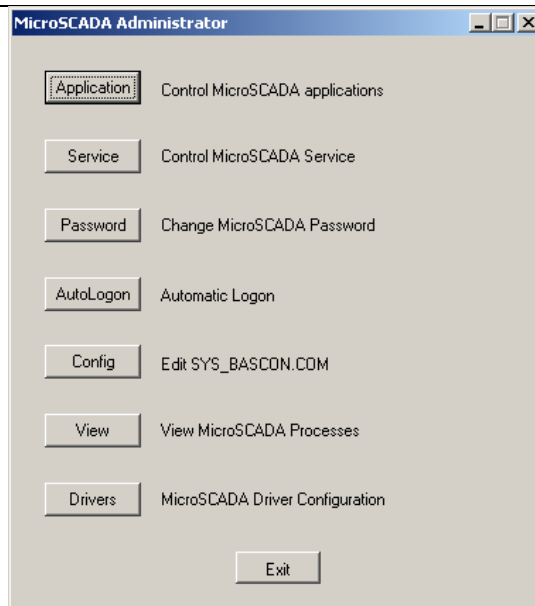 MicroSCADA Administrator
Application Control MicroSCADA applications
Service Control MicroSCADA Service
Password Change MicroSCADA Password
AutoLogon Automatic Logon
Config Edit SYS_BASCON.COM
View View MicroSCADA Processes
Drivers MicroSCADA Driver Configuration
Exit